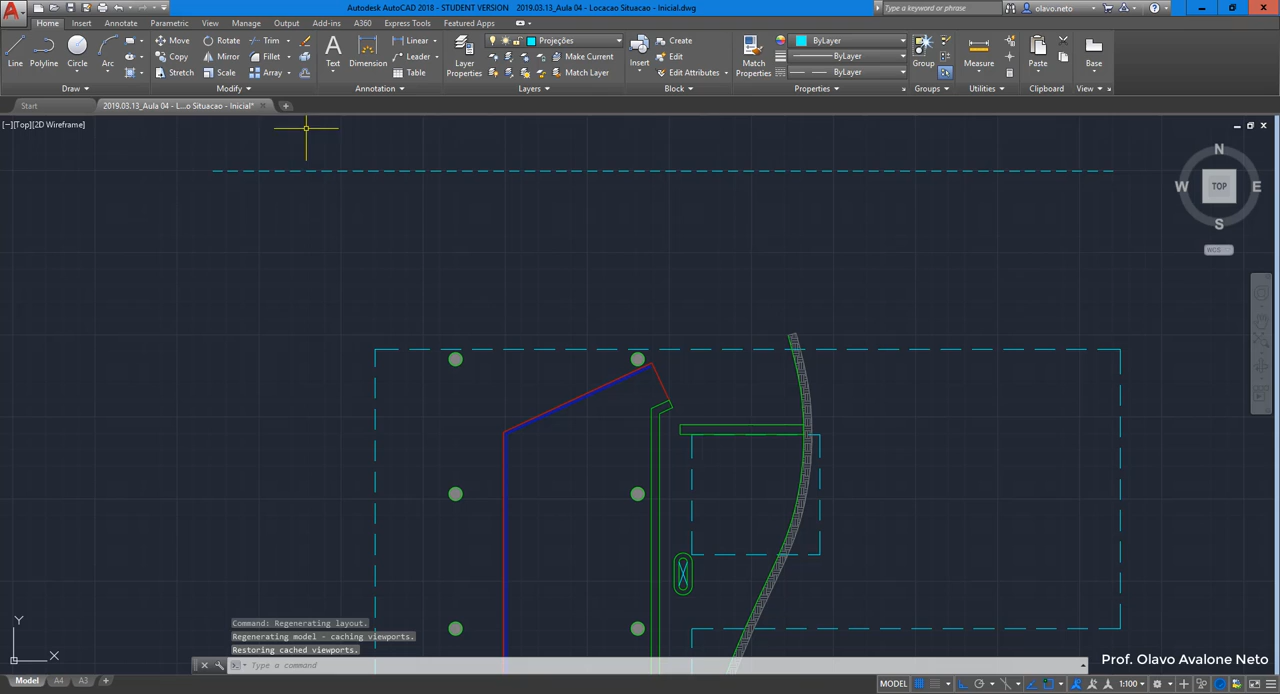 Autodesk AutoCAD 2018 - STUDENT VERSION 2019.03.13_Aula 04 - Locacao Situacao - Inicial.dwg
Type a keyword or phrase
olavo.neto
Home Insert Annotate Parametric View Manage Output Add-ins A360 Express Tools Featured Apps
Line Polyline Circle Arc
Move Rotate Trim
Copy Mirror Fillet
Stretch Scale Array
Text Dimension
Linear
Leader
Table
Layer Properties
Projeções
Make Current
Match Layer
Insert
Create
Edit
Edit Attributes
Match Properties
ByLayer
ByLayer
ByLayer
Group Measure Paste Base
Draw Modify Annotation Layers Block Properties Groups Utilities Clipboard View
Start 2019.03.13_Aula 04 - L...o Situacao - Inicial*
[−][Top][2D Wireframe]
N
W TOP E
S
WCS
Y
X
Command: Regenerating layout.
Regenerating model - caching viewports.
Restoring cached viewports.
Type a command
Prof. Olavo Avalone Neto
Model A4 A3
MODEL 1:100